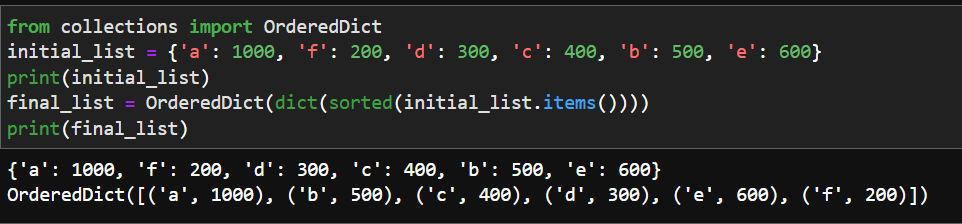 from collections import OrderedDict
initial_list = {'a': 1000, 'f': 200, 'd': 300, 'c': 400, 'b': 500, 'e': 600}
print(initial_list)
final_list = OrderedDict(dict(sorted(initial_list.items())))
print(final_list)
{'a': 1000, 'f': 200, 'd': 300, 'c': 400, 'b': 500, 'e': 600}
OrderedDict([('a', 1000), ('b', 500), ('c', 400), ('d', 300), ('e', 600), ('f', 200)])